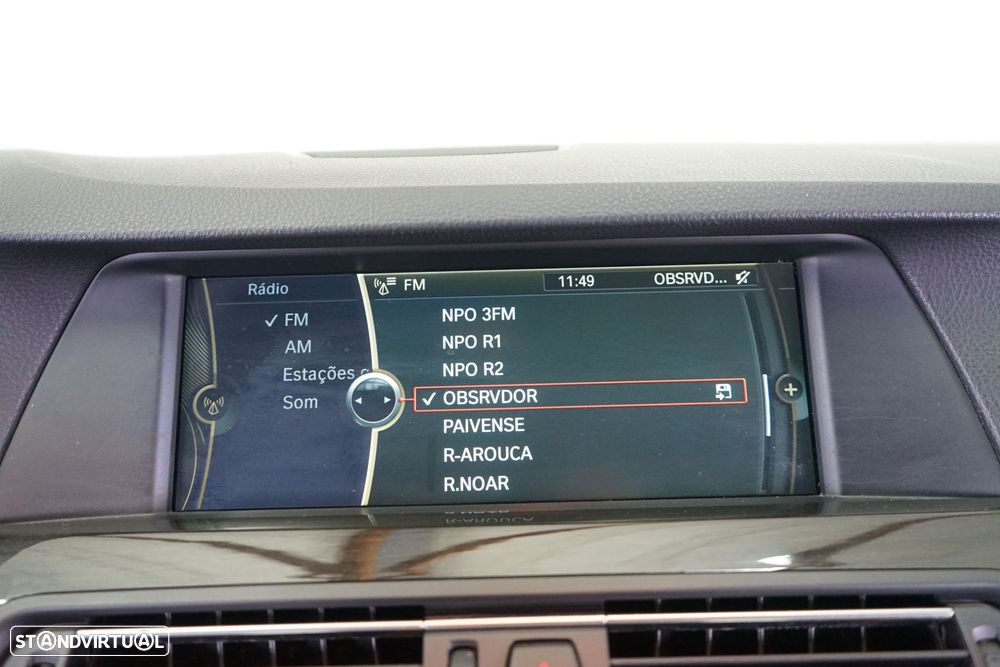 Rádio
FM
AM
Estações
Som
FM
11:49
OBSRVD...
NPO 3FM
NPO R1
NPO R2
OBSRVDOR
PAIVENSE
R-AROUCA
R.NOAR
STANDVIRTUAL